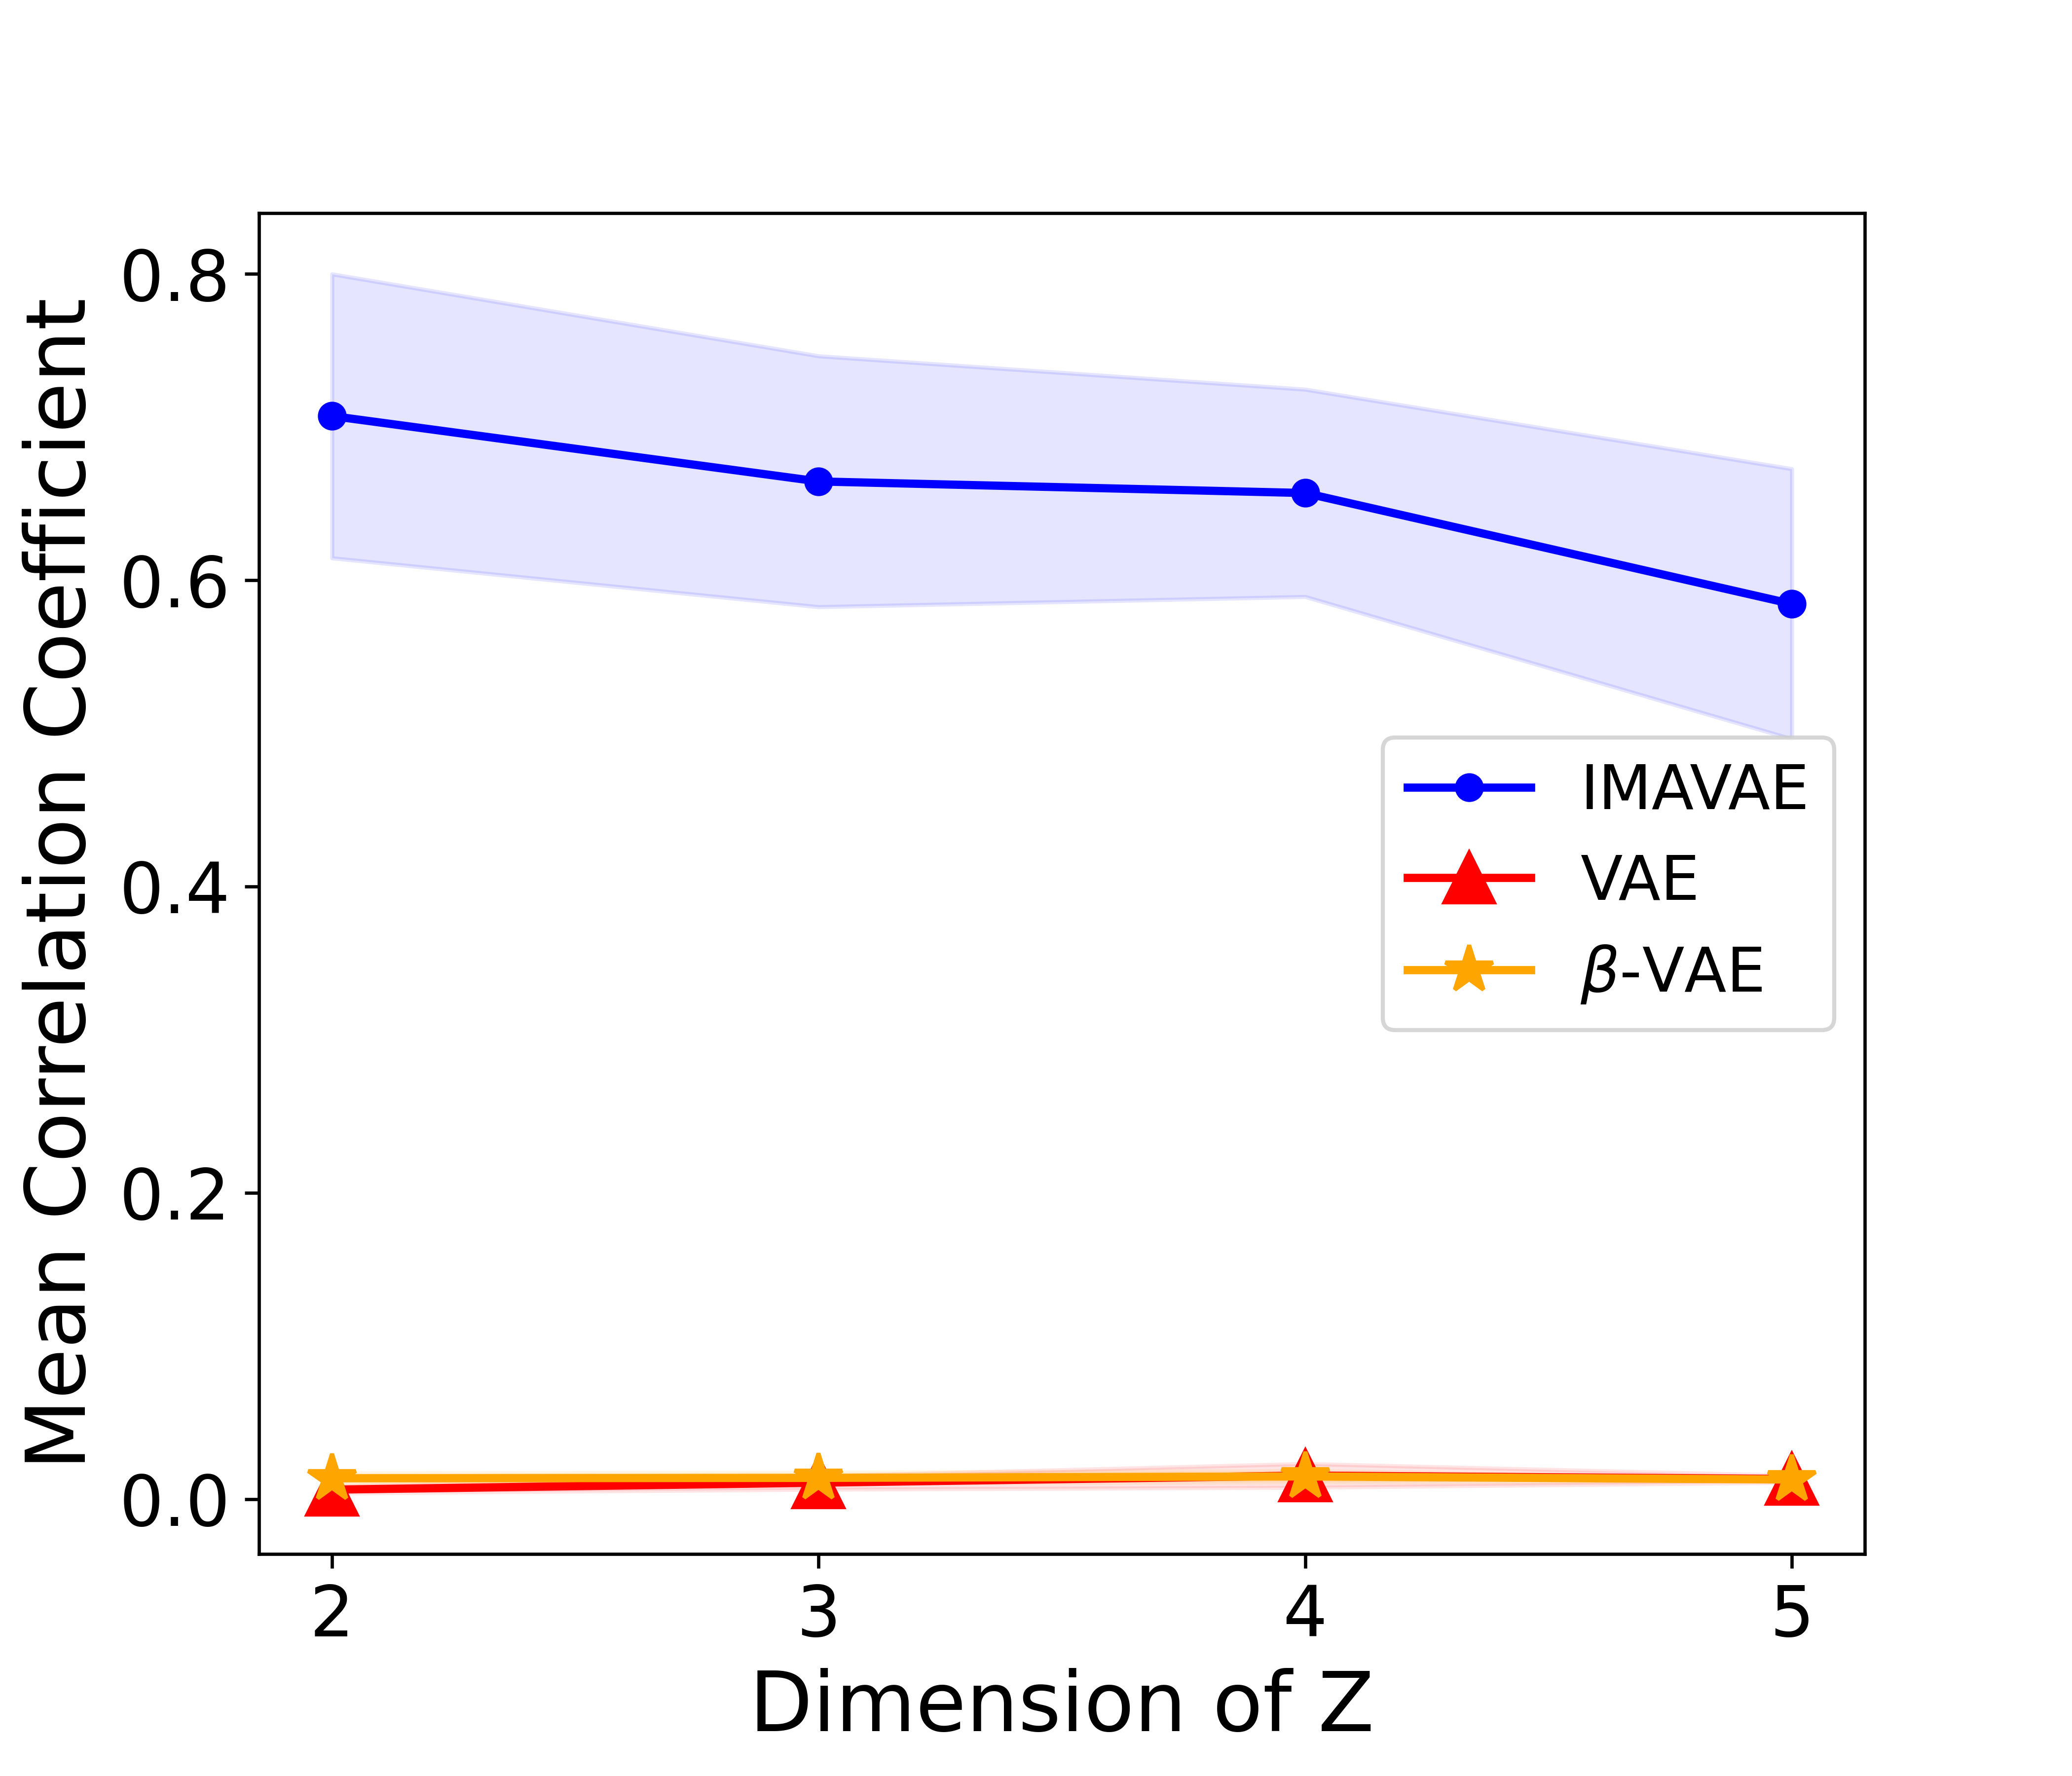 Mean Correlation Coefficient
0.8
0.6
0.4
0.2
0.0
IMAVAE
VAE
β-VAE
2 3 4 5
Dimension of Z